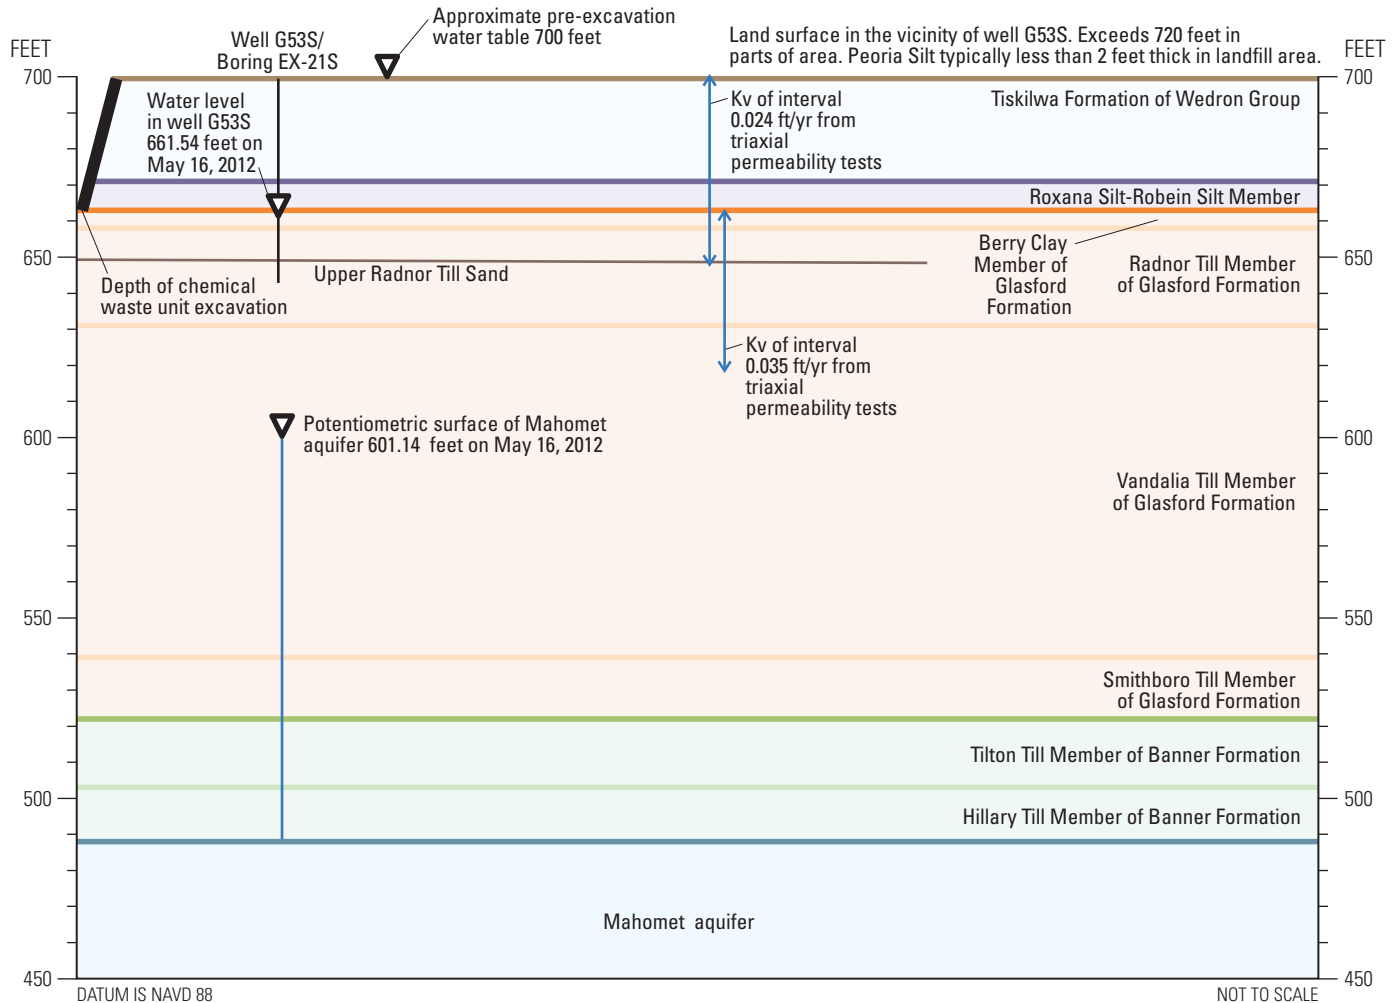 Approximate pre-excavation
water table 700 feet
Land surface in the vicinity of well G53S. Exceeds 720 feet in
parts of area. Peoria Silt typically less than 2 feet thick in landfill area.
FEET
FEET
Well G53S/
Boring EX-21S
700
700
Water level
in well G53S
661.54 feet on
May 16, 2012
Kv of interval
0.024 ft/yr from
triaxial
permeability tests
Tiskilwa Formation of Wedron Group
Roxana Silt-Robein Silt Member
650
650
Upper Radnor Till Sand
Berry Clay
Member of
Glasford
Formation
Radnor Till Member
of Glasford Formation
Depth of chemical
waste unit excavation
Kv of interval
0.035 ft/yr from
triaxial
permeability tests
600
600
Potentiometric surface of Mahomet
aquifer 601.14 feet on May 16, 2012
Vandalia Till Member
of Glasford Formation
550
550
Smithboro Till Member
of Glasford Formation
Tilton Till Member of Banner Formation
500
500
Hillary Till Member of Banner Formation
Mahomet aquifer
450
450
DATUM IS NAVD 88
NOT TO SCALE